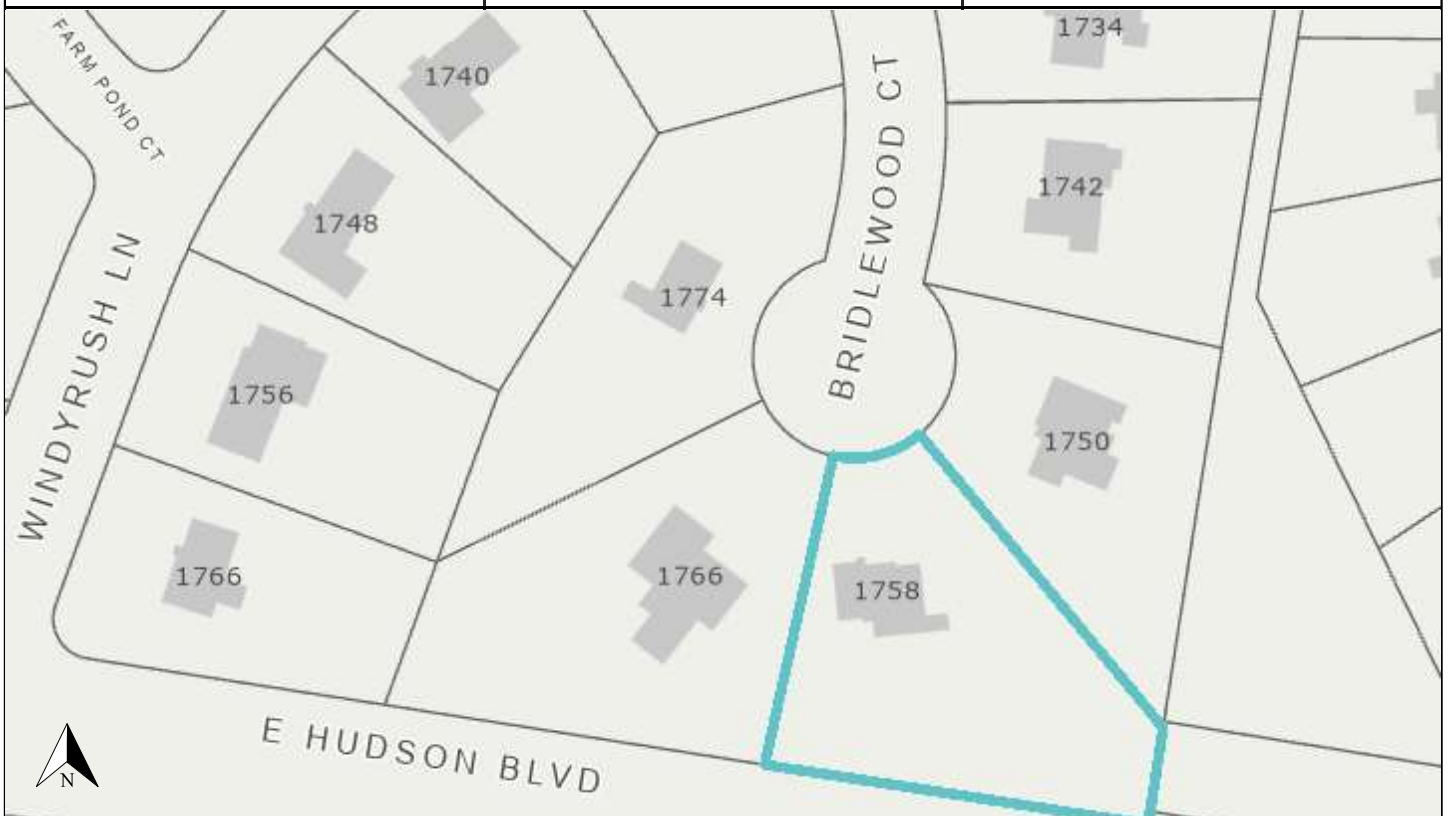 FARM POND CT
1740
1734
BRIDLEWOOD CT
1742
1748
WINDYRUSH LN
1774
1756
1750
1766
1766
1758
E HUDSON BLVD
N